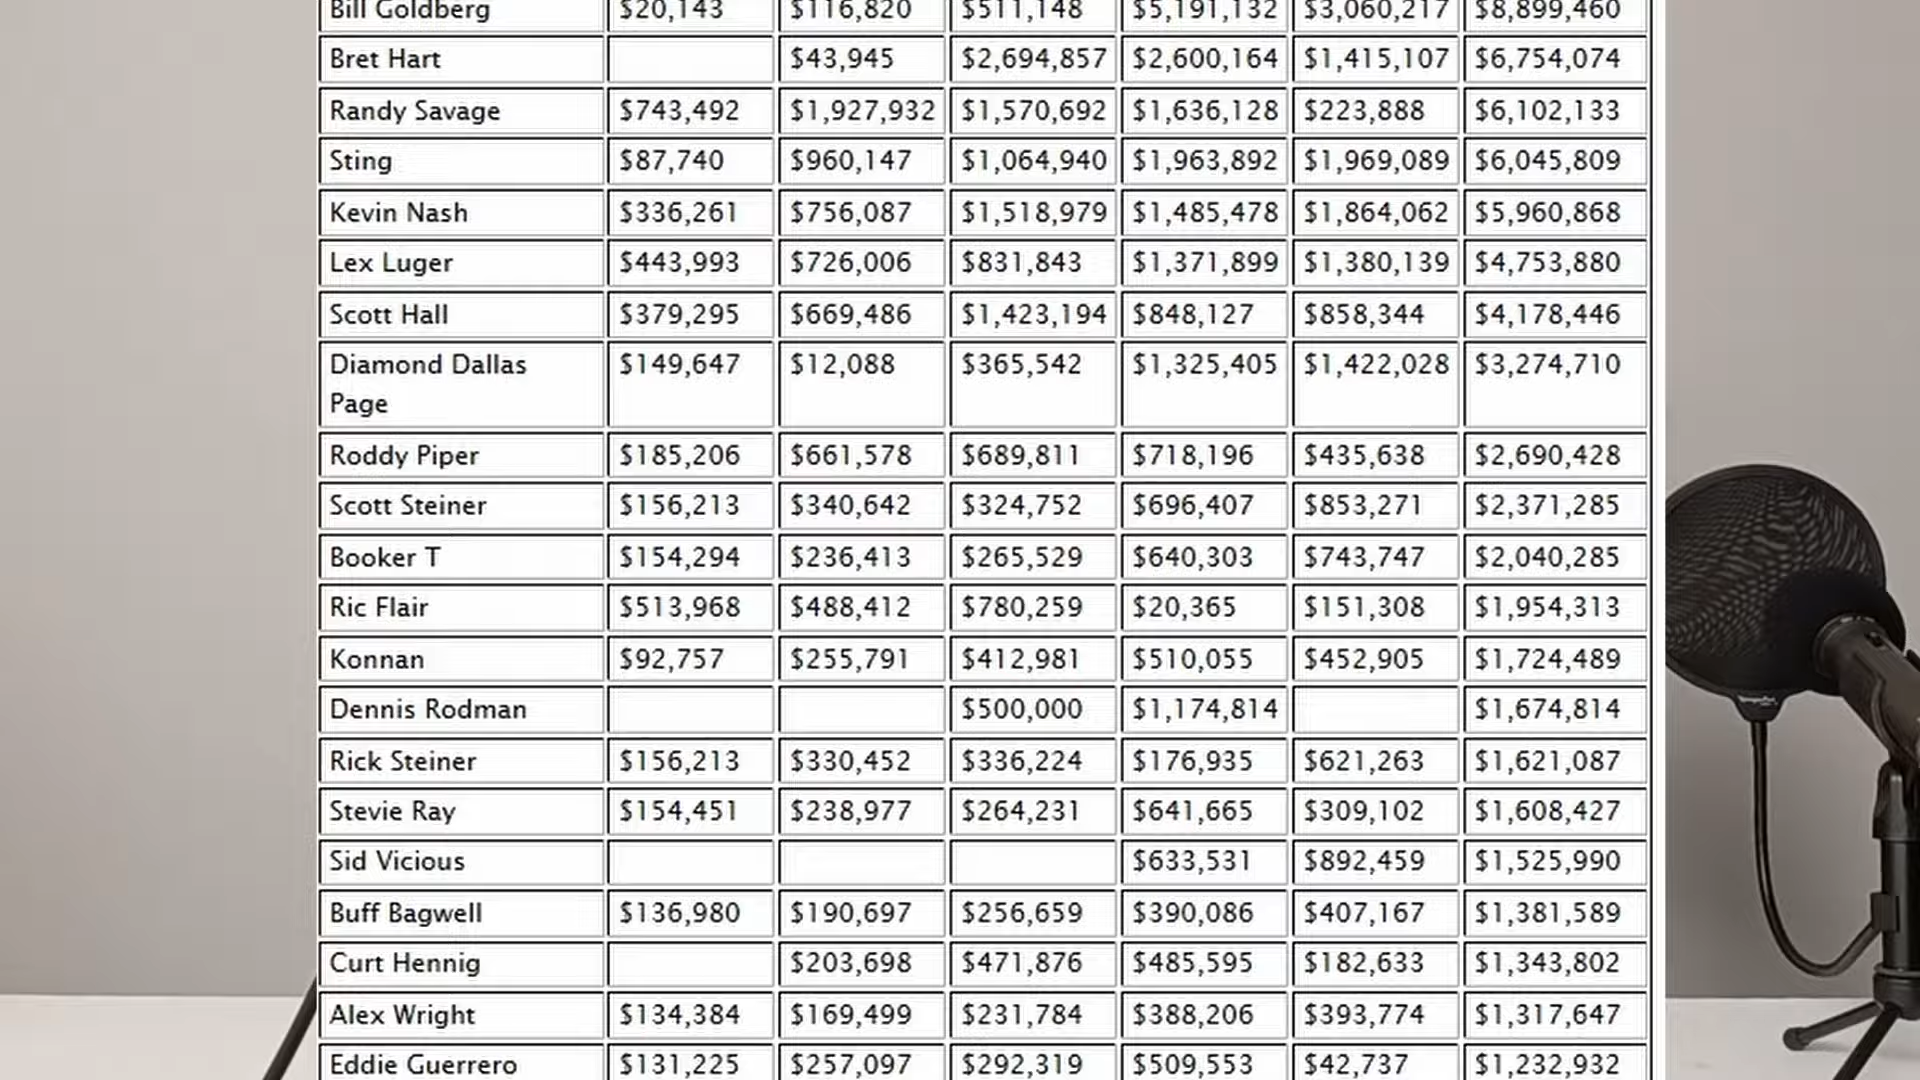 Bill Goldberg $20,143 $116,820 $511,148 $5,191,132 $3,060,217 $8,899,460
Bret Hart $43,945 $2,694,857 $2,600,164 $1,415,107 $6,754,074
Randy Savage $743,492 $1,927,932 $1,570,692 $1,636,128 $223,888 $6,102,133
Sting $87,740 $960,147 $1,064,940 $1,963,892 $1,969,089 $6,045,809
Kevin Nash $336,261 $756,087 $1,518,979 $1,485,478 $1,864,062 $5,960,868
Lex Luger $443,993 $726,006 $831,843 $1,371,899 $1,380,139 $4,753,880
Scott Hall $379,295 $669,486 $1,423,194 $848,127 $858,344 $4,178,446
Diamond Dallas $149,647 $12,088 $365,542 $1,325,405 $1,422,028 $3,274,710
Page
Roddy Piper $185,206 $661,578 $689,811 $718,196 $435,638 $2,690,428
Scott Steiner $156,213 $340,642 $324,752 $696,407 $853,271 $2,371,285
Booker T $154,294 $236,413 $265,529 $640,303 $743,747 $2,040,285
Ric Flair $513,968 $488,412 $780,259 $20,365 $151,308 $1,954,313
Konnan $92,757 $255,791 $412,981 $510,055 $452,905 $1,724,489
Dennis Rodman $500,000 $1,174,814 $1,674,814
Rick Steiner $156,213 $330,452 $336,224 $176,935 $621,263 $1,621,087
Stevie Ray $154,451 $238,977 $264,231 $641,665 $309,102 $1,608,427
Sid Vicious $633,531 $892,459 $1,525,990
Buff Bagwell $136,980 $190,697 $256,659 $390,086 $407,167 $1,381,589
Curt Hennig $203,698 $471,876 $485,595 $182,633 $1,343,802
Alex Wright $134,384 $169,499 $231,784 $388,206 $393,774 $1,317,647
Eddie Guerrero $131,225 $257,097 $292,319 $509,553 $42,737 $1,232,932